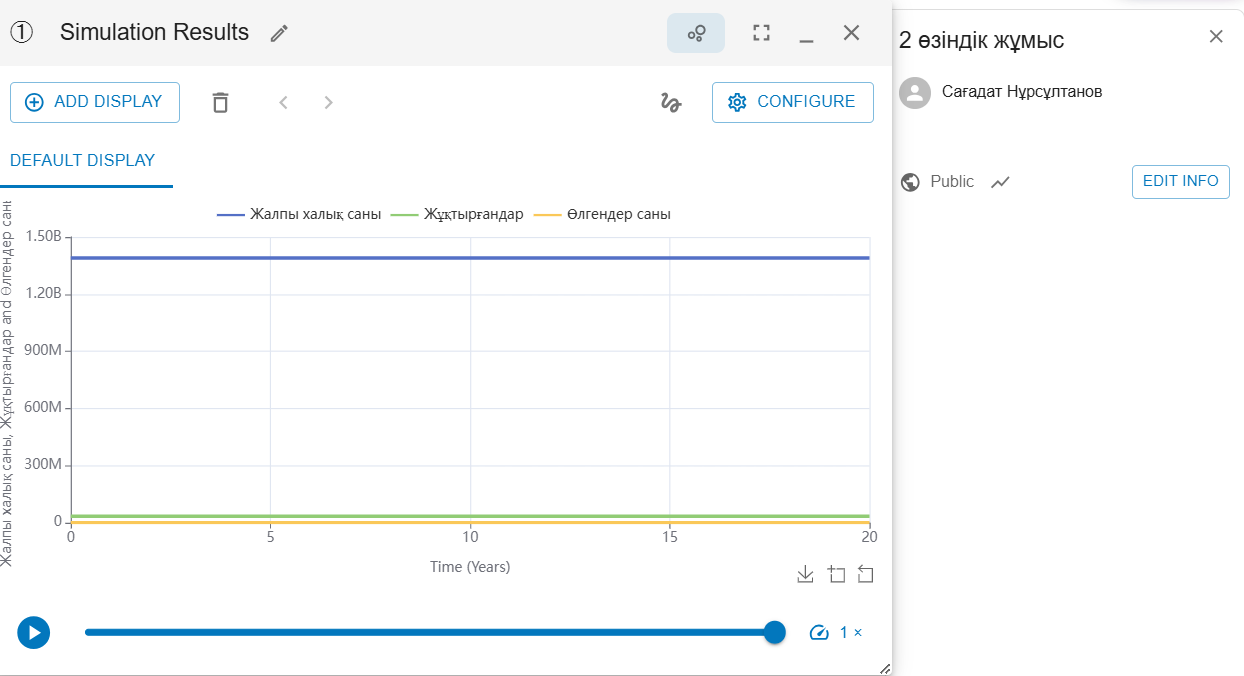 ① Simulation Results
ADD DISPLAY
CONFIGURE
DEFAULT DISPLAY
Жалпы халық саны Жұқтырғандар Өлгендер саны
Жалпы халық саны, Жұқтырғандар and Өлгендер саны
1.50B
1.20B
900M
600M
300M
0
0 5 10 15 20
Time (Years)
1 ×
2 өзіндік жұмыс
Сағадат Нұрсұлтанов
Public
EDIT INFO